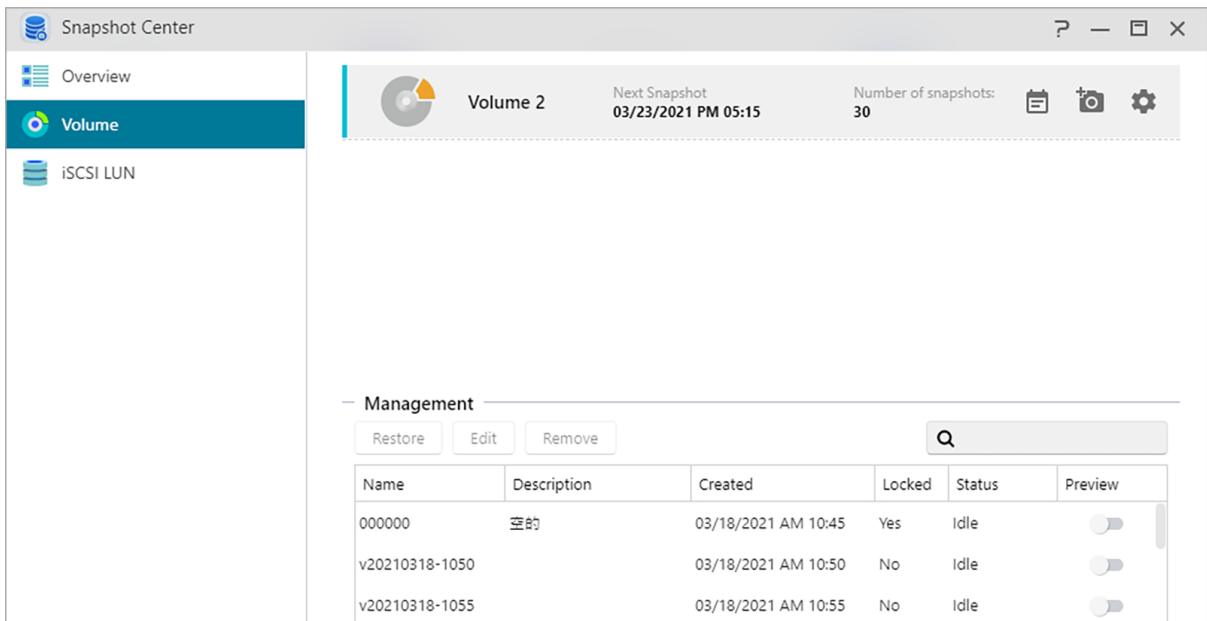 Snapshot Center
Overview
Volume
iSCSI LUN
Volume 2
Next Snapshot
03/23/2021 PM 05:15
Number of snapshots:
30
Management
Restore Edit Remove
Name Description Created Locked Status Preview
000000 空的 03/18/2021 AM 10:45 Yes Idle
v20210318-1050 03/18/2021 AM 10:50 No Idle
v20210318-1055 03/18/2021 AM 10:55 No Idle